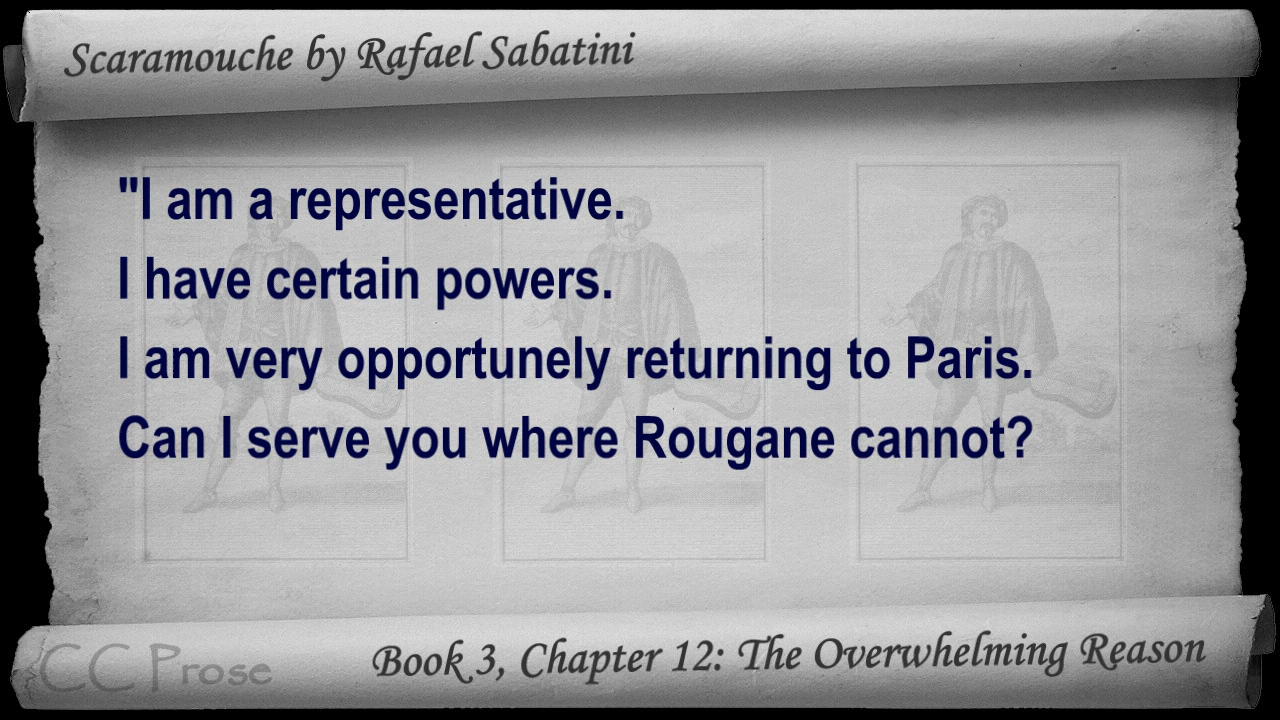 Scaramouche by Rafael Sabatini
"I am a representative.
I have certain powers.
I am very opportunely returning to Paris.
Can I serve you where Rougane cannot?
CC Prose
Book 3, Chapter 12: The Overwhelming Reason